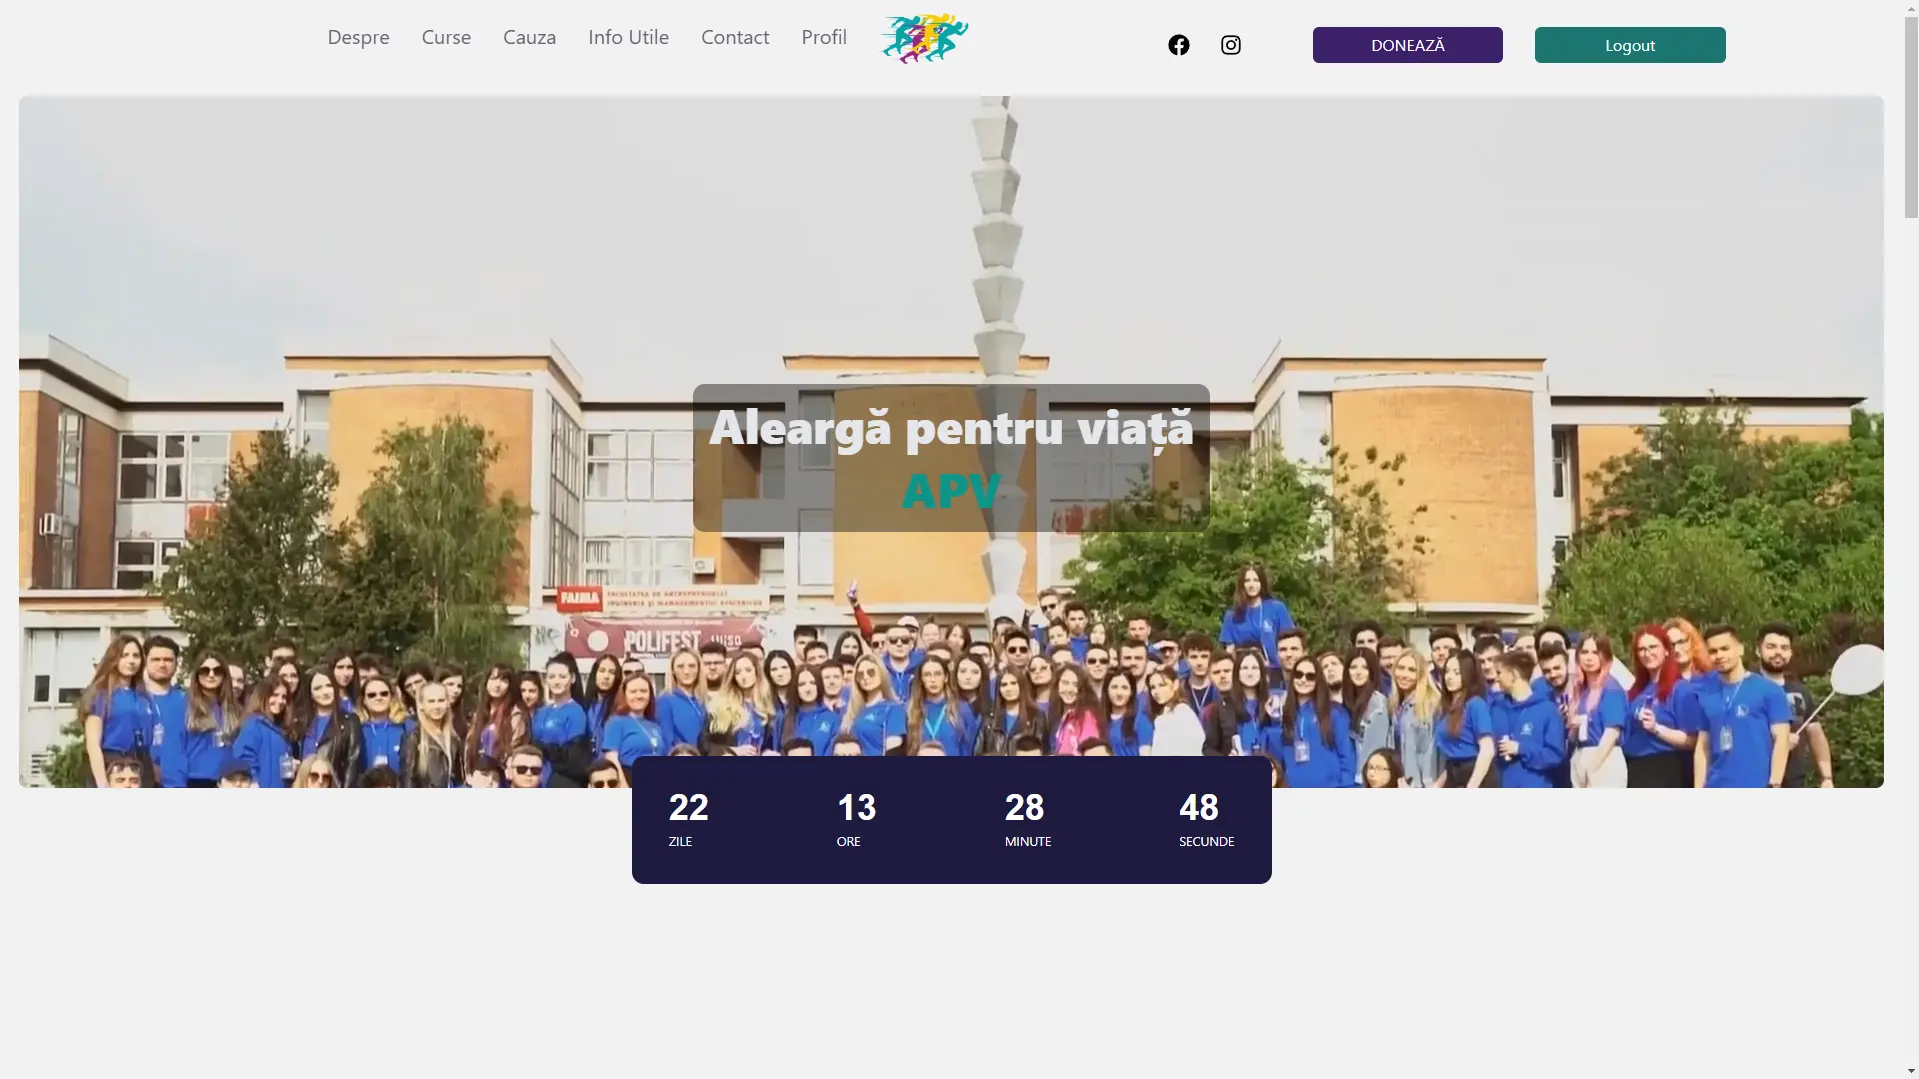 Despre
Curse
Cauza
Info Utile
Contact
Profil
DONEAZĂ
Logout
Aleargă pentru viață
APV
FAIMA
FACULTATEA DE ANTREPRENORIAT
INGINERIA ȘI MANAGEMENTUL AFACERILOR
POLIFEST
22
ZILE
13
ORE
28
MINUTE
48
SECUNDE